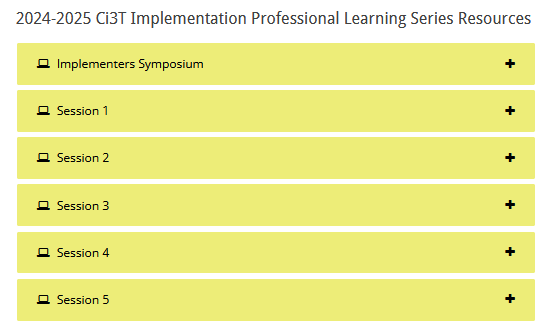 2024-2025 Ci3T Implementation Professional Learning Series Resources
Implementers Symposium
Session 1
Session 2
Session 3
Session 4
Session 5